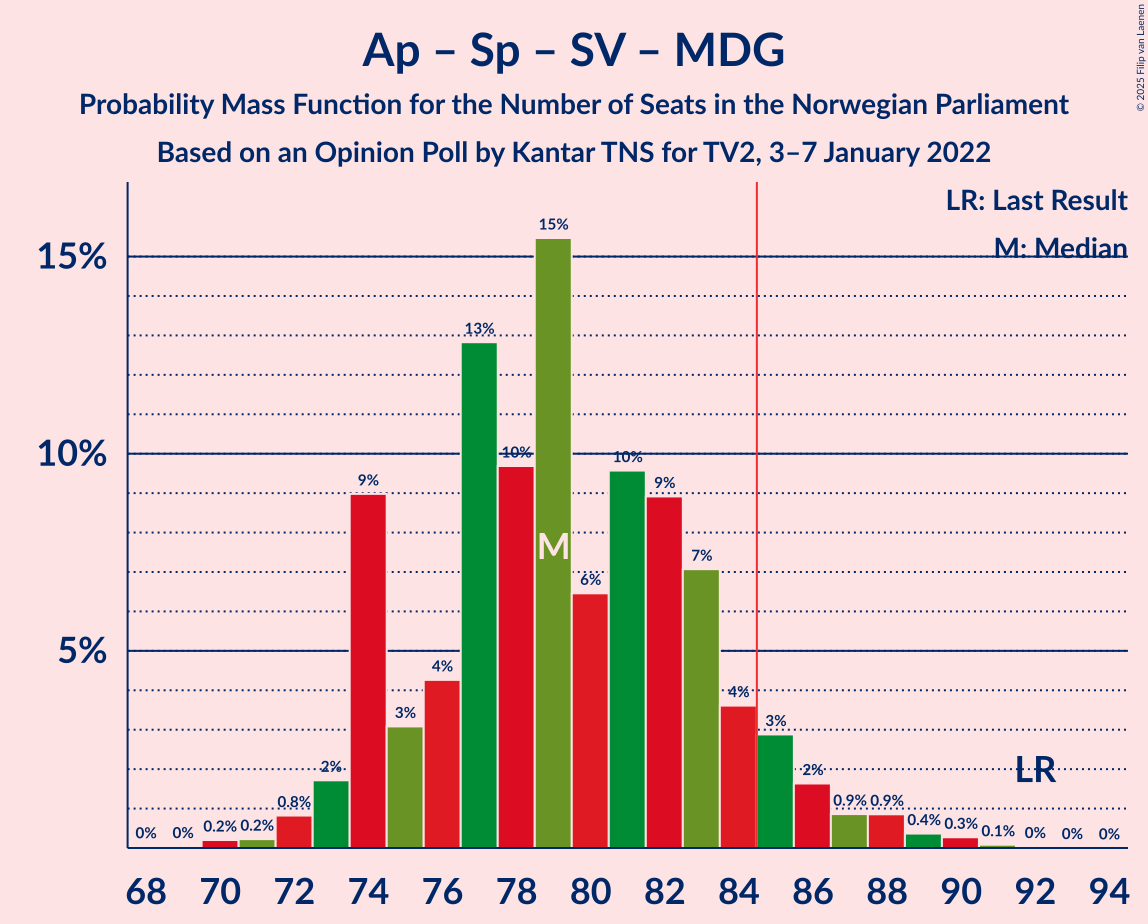 Ap – Sp – SV – MDG
Probability Mass Function for the Number of Seats in the Norwegian Parliament
Based on an Opinion Poll by Kantar TNS for TV2, 3–7 January 2022
© 2025 Filip van Laenen
LR: Last Result
M: Median
15%
10%
5%
0% 0% 0.2% 0.2% 0.8% 2% 9% 3% 4% 13% 10% 15% 6% 10% 9% 7% 4% 3% 2% 0.9% 0.9% 0.4% 0.3% 0.1% 0% 0% 0%
M
LR
68 70 72 74 76 78 80 82 84 86 88 90 92 94